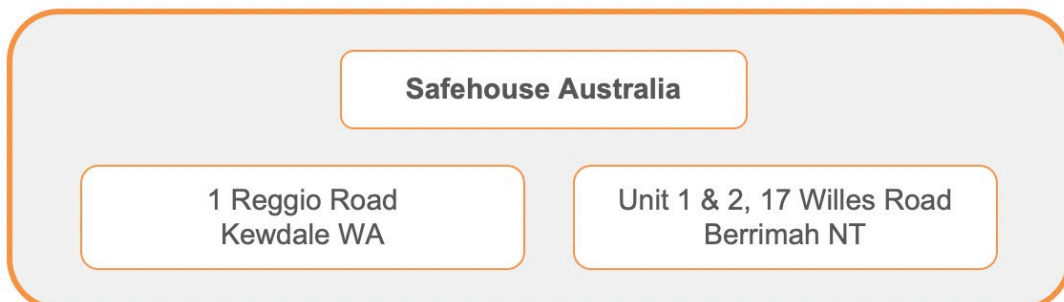 Safehouse Australia
1 Reggio Road
Kewdale WA
Unit 1 & 2, 17 Willes Road
Berrimah NT